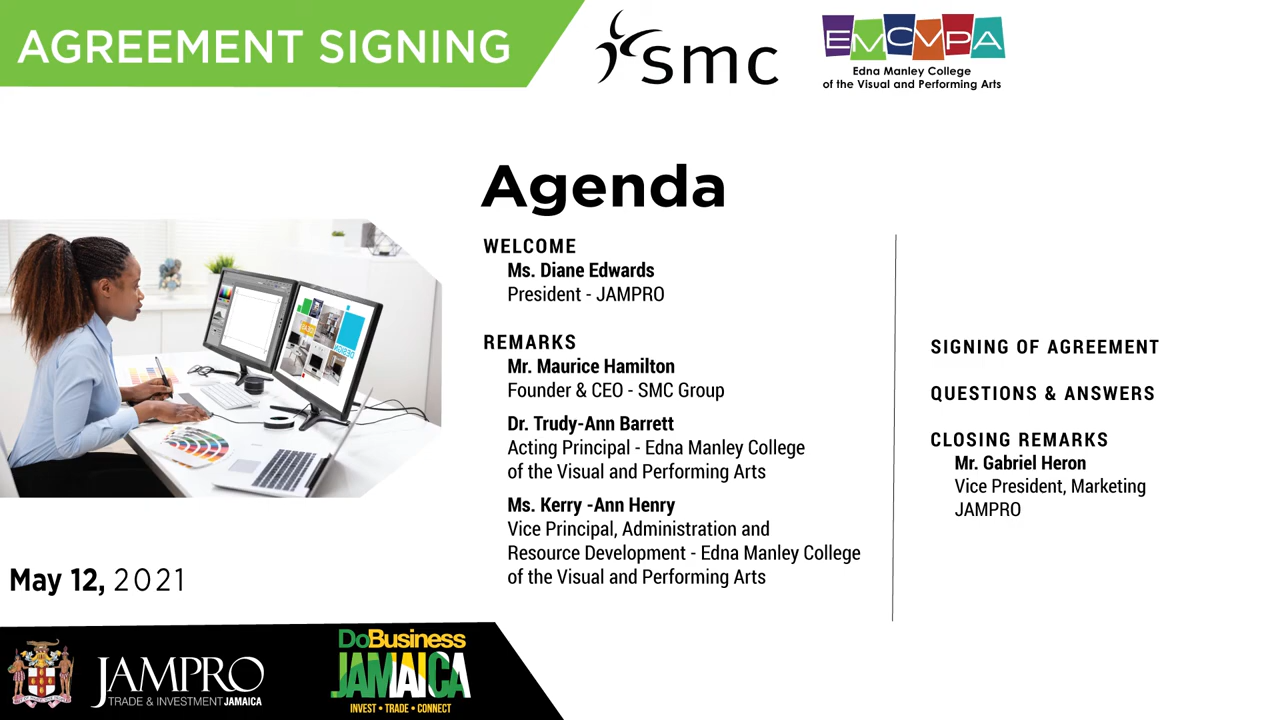 AGREEMENT SIGNING
smc
EMCVPA
Edna Manley College
of the Visual and Performing Arts
Agenda
WELCOME
Ms. Diane Edwards
President - JAMPRO
REMARKS
Mr. Maurice Hamilton
Founder & CEO - SMC Group
Dr. Trudy-Ann Barrett
Acting Principal - Edna Manley College
of the Visual and Performing Arts
Ms. Kerry -Ann Henry
Vice Principal, Administration and
Resource Development - Edna Manley College
of the Visual and Performing Arts
SIGNING OF AGREEMENT
QUESTIONS & ANSWERS
CLOSING REMARKS
Mr. Gabriel Heron
Vice President, Marketing
JAMPRO
May 12, 2021
JAMPRO
TRADE & INVESTMENT JAMAICA
DoBusiness
JAMAICA
INVEST • TRADE • CONNECT